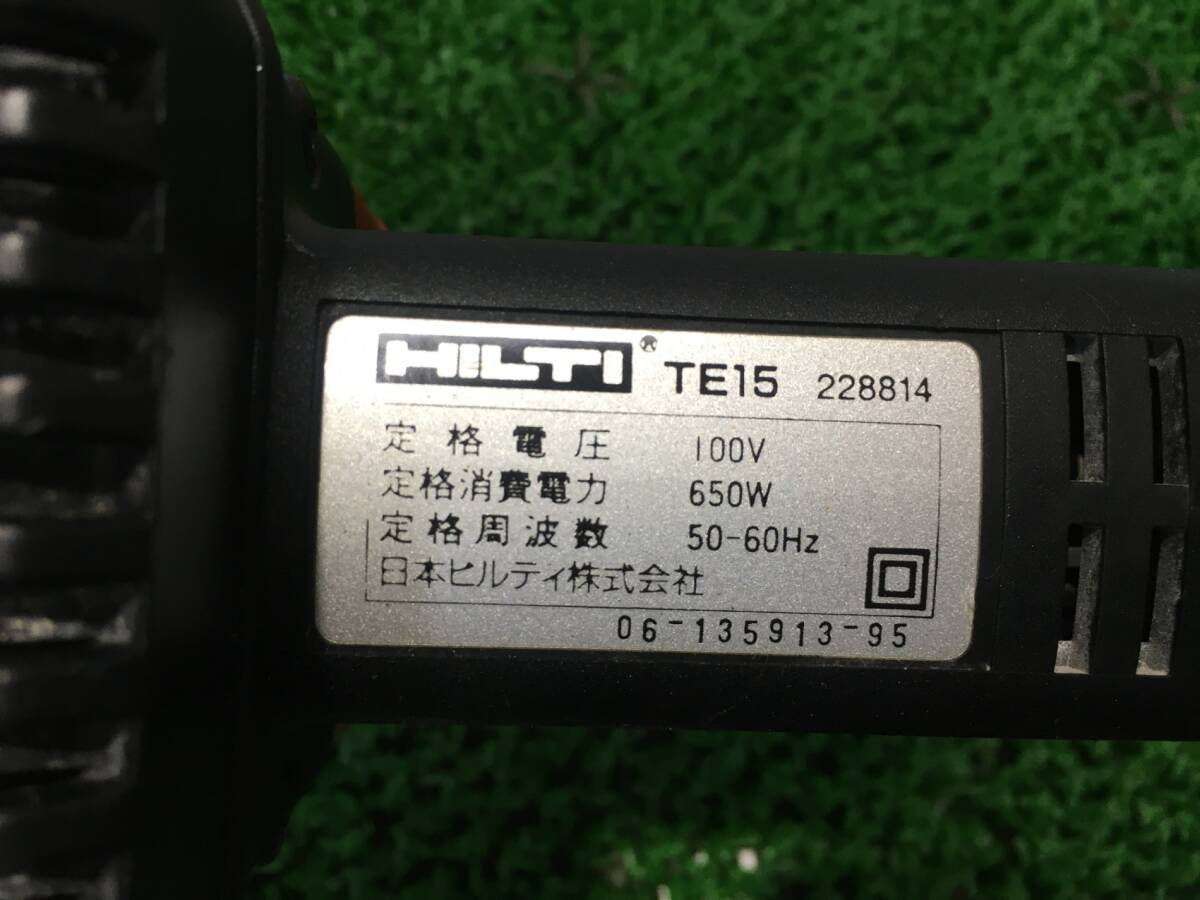 HILTI® TE15 228814
定格電圧 100V
定格消費電力 650W
定格周波数 50-60Hz
日本ヒルティ株式会社
06-135913-95